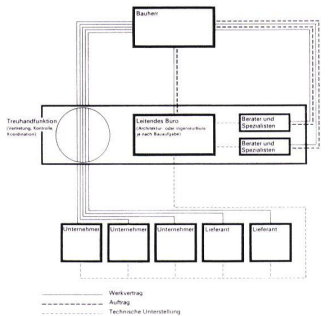 Bauherr
Treuhandfunktion
(Vertretung, Kontrolle,
Koordination)
Leitendes Büro
(Architektur- oder Ingenieurbüro
je nach Bauaufgabe)
Berater und
Spezialisten
Berater und
Spezialisten
Unternehmer
Unternehmer
Unternehmer
Lieferant
Lieferant
Werkvertrag
Auftrag
Technische Unterstellung